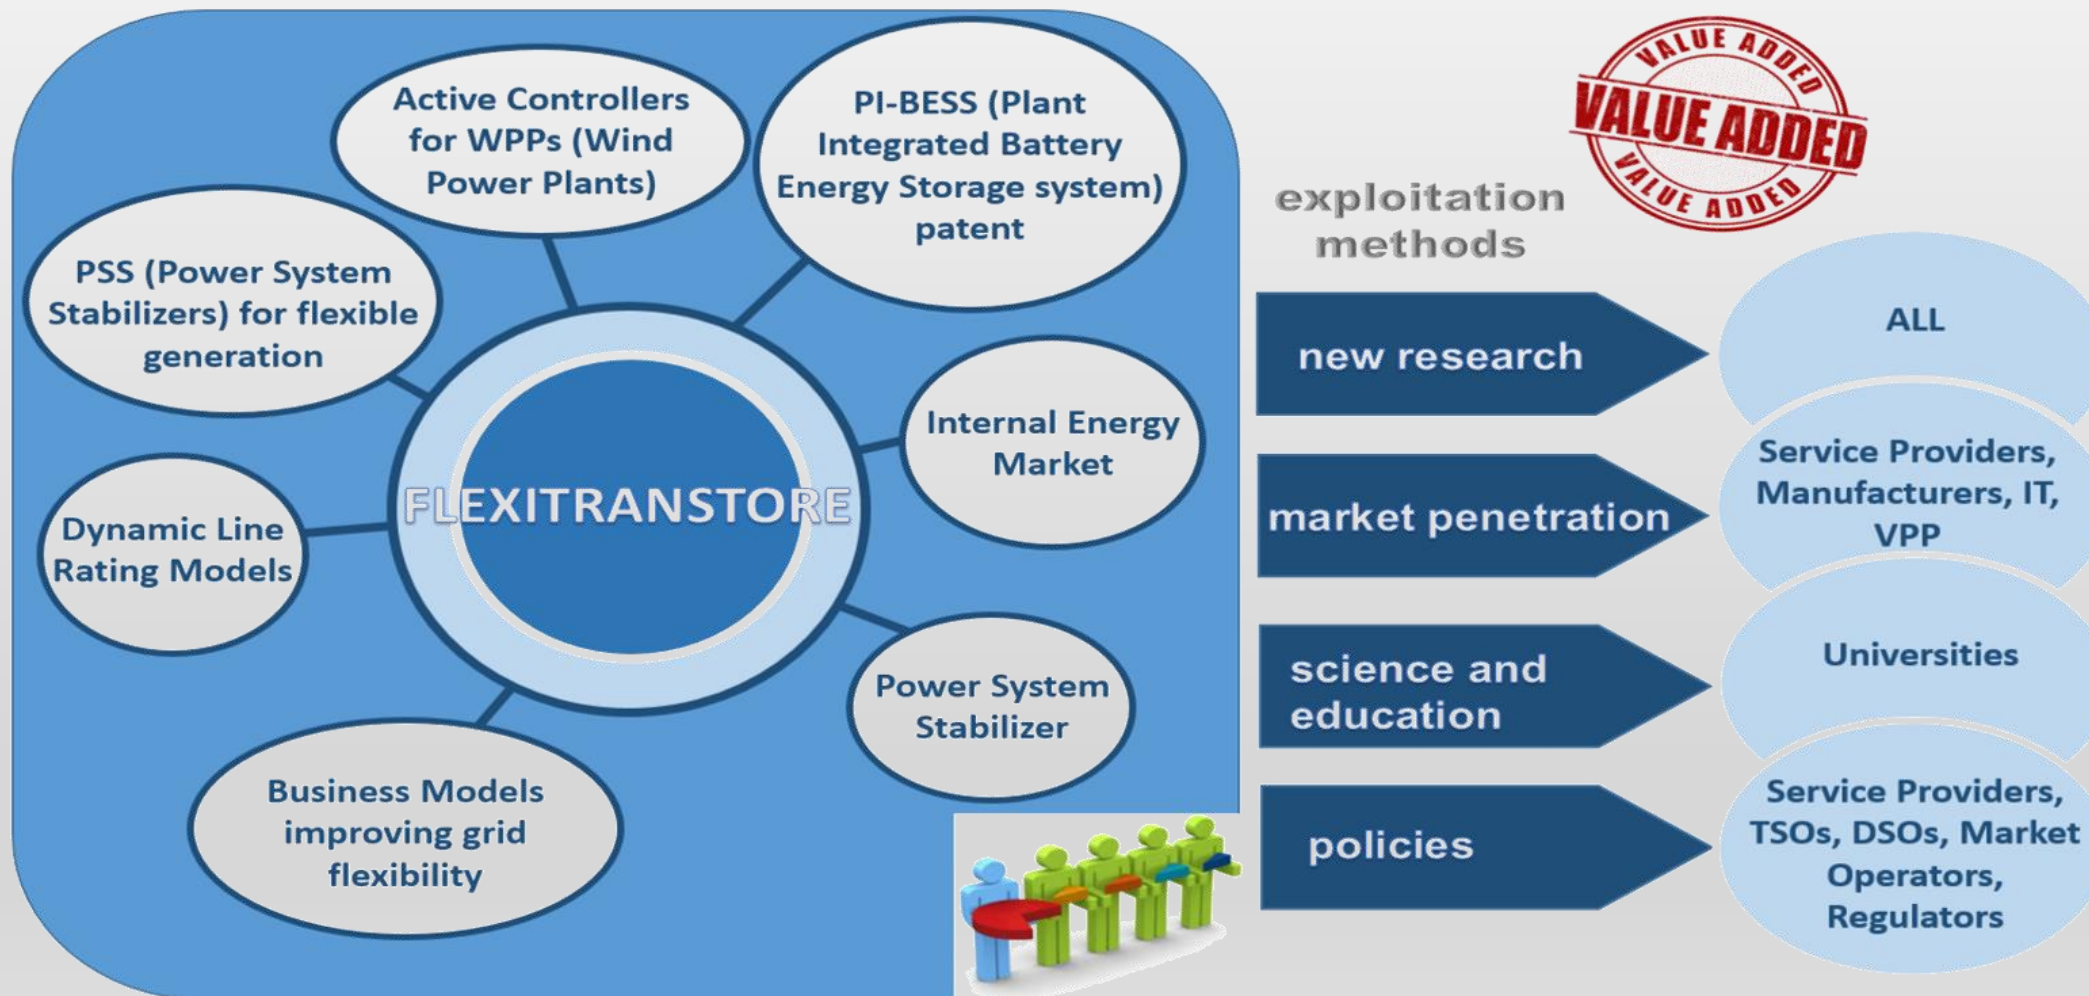 Active Controllers
for WPPs (Wind
Power Plants)
PI-BESS (Plant
Integrated Battery
Energy Storage system)
patent
PSS (Power System
Stabilizers) for flexible
generation
Internal Energy
Market
FLEXITRANSTORE
Dynamic Line
Rating Models
Power System
Stabilizer
Business Models
improving grid
flexibility
VALUE ADDED
VALUE ADDED
VALUE ADDED
exploitation
methods
new research
ALL
market penetration
Service Providers,
Manufacturers, IT,
VPP
science and
education
Universities
policies
Service Providers,
TSOs, DSOs, Market
Operators,
Regulators